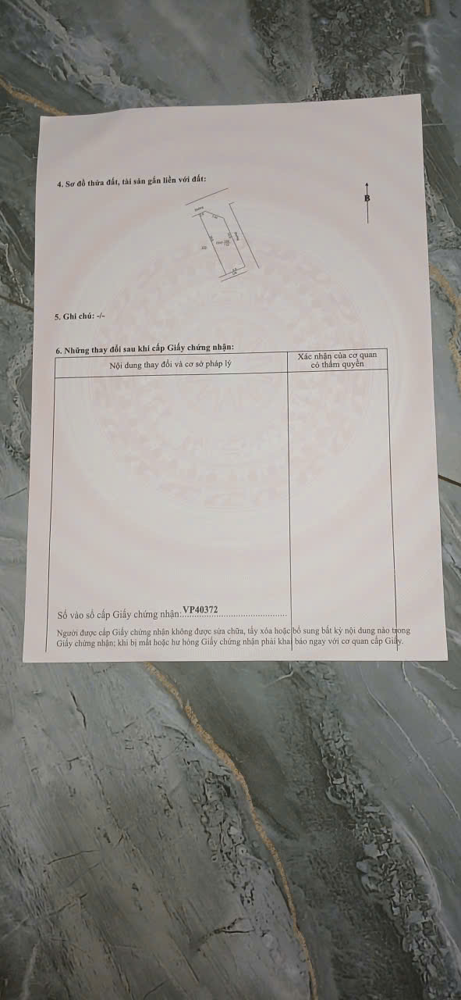 4. Sơ đồ thửa đất, tài sản gắn liền với đất:
B
Đường
Đường
5. Ghi chú: -/-
6. Những thay đổi sau khi cấp Giấy chứng nhận:
Nội dung thay đổi và cơ sở pháp lý
Xác nhận của cơ quan
có thẩm quyền
Số vào sổ cấp Giấy chứng nhận: VP40372
Người được cấp Giấy chứng nhận không được sửa chữa, tẩy xóa hoặc bổ sung bất kỳ nội dung nào trong
Giấy chứng nhận; khi bị mất hoặc hư hỏng Giấy chứng nhận phải khai báo ngay với cơ quan cấp Giấy.